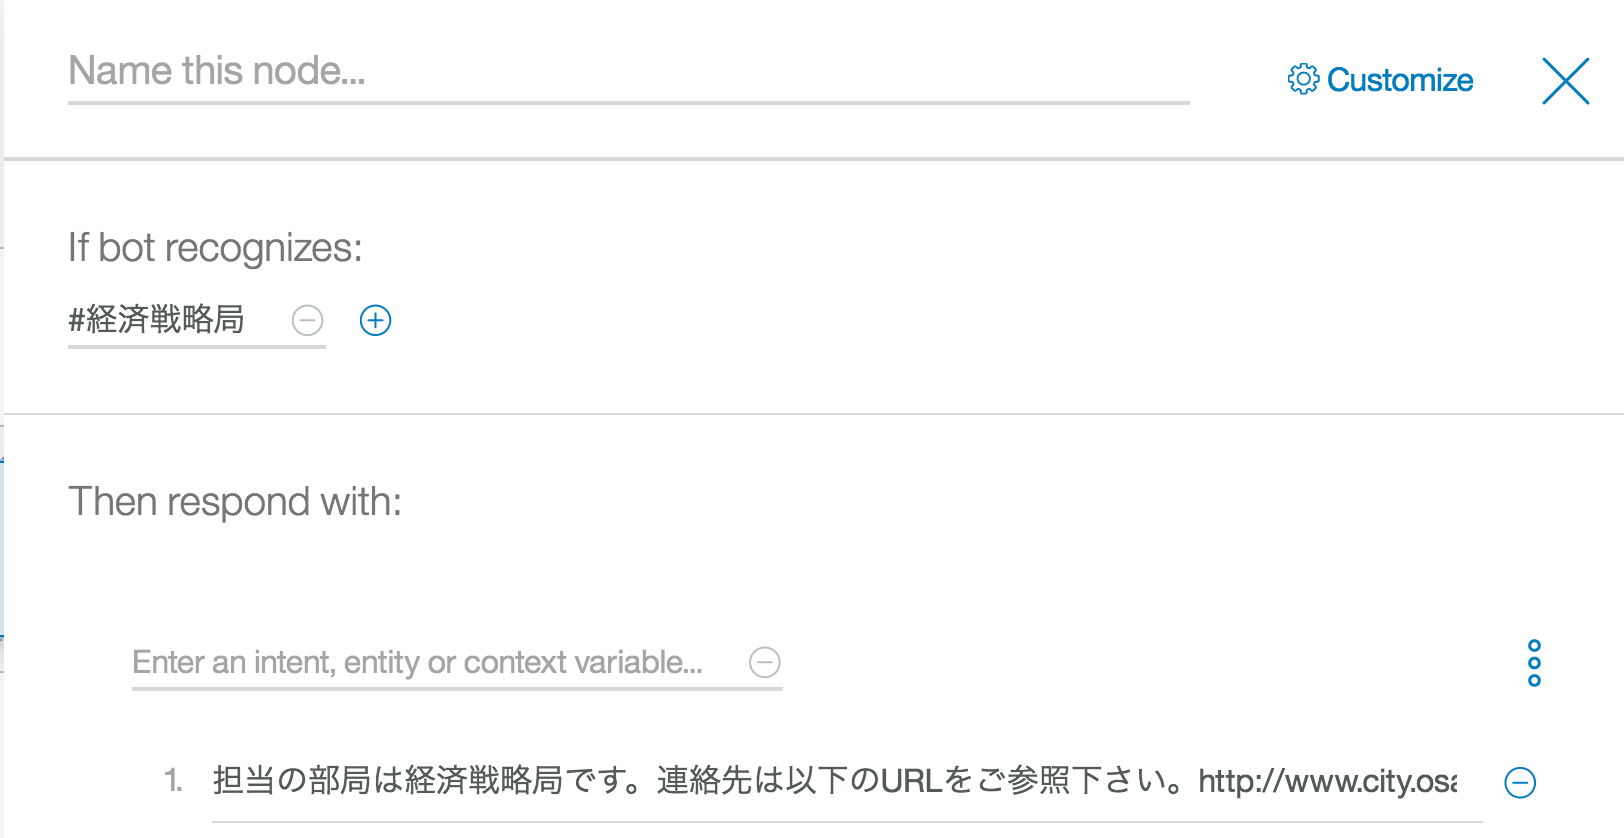 Name this node...
Customize
If bot recognizes:
#経済戦略局
Then respond with:
Enter an intent, entity or context variable...
1. 担当の部局は経済戦略局です。連絡先は以下のURLをご参照下さい。http://www.city.osa